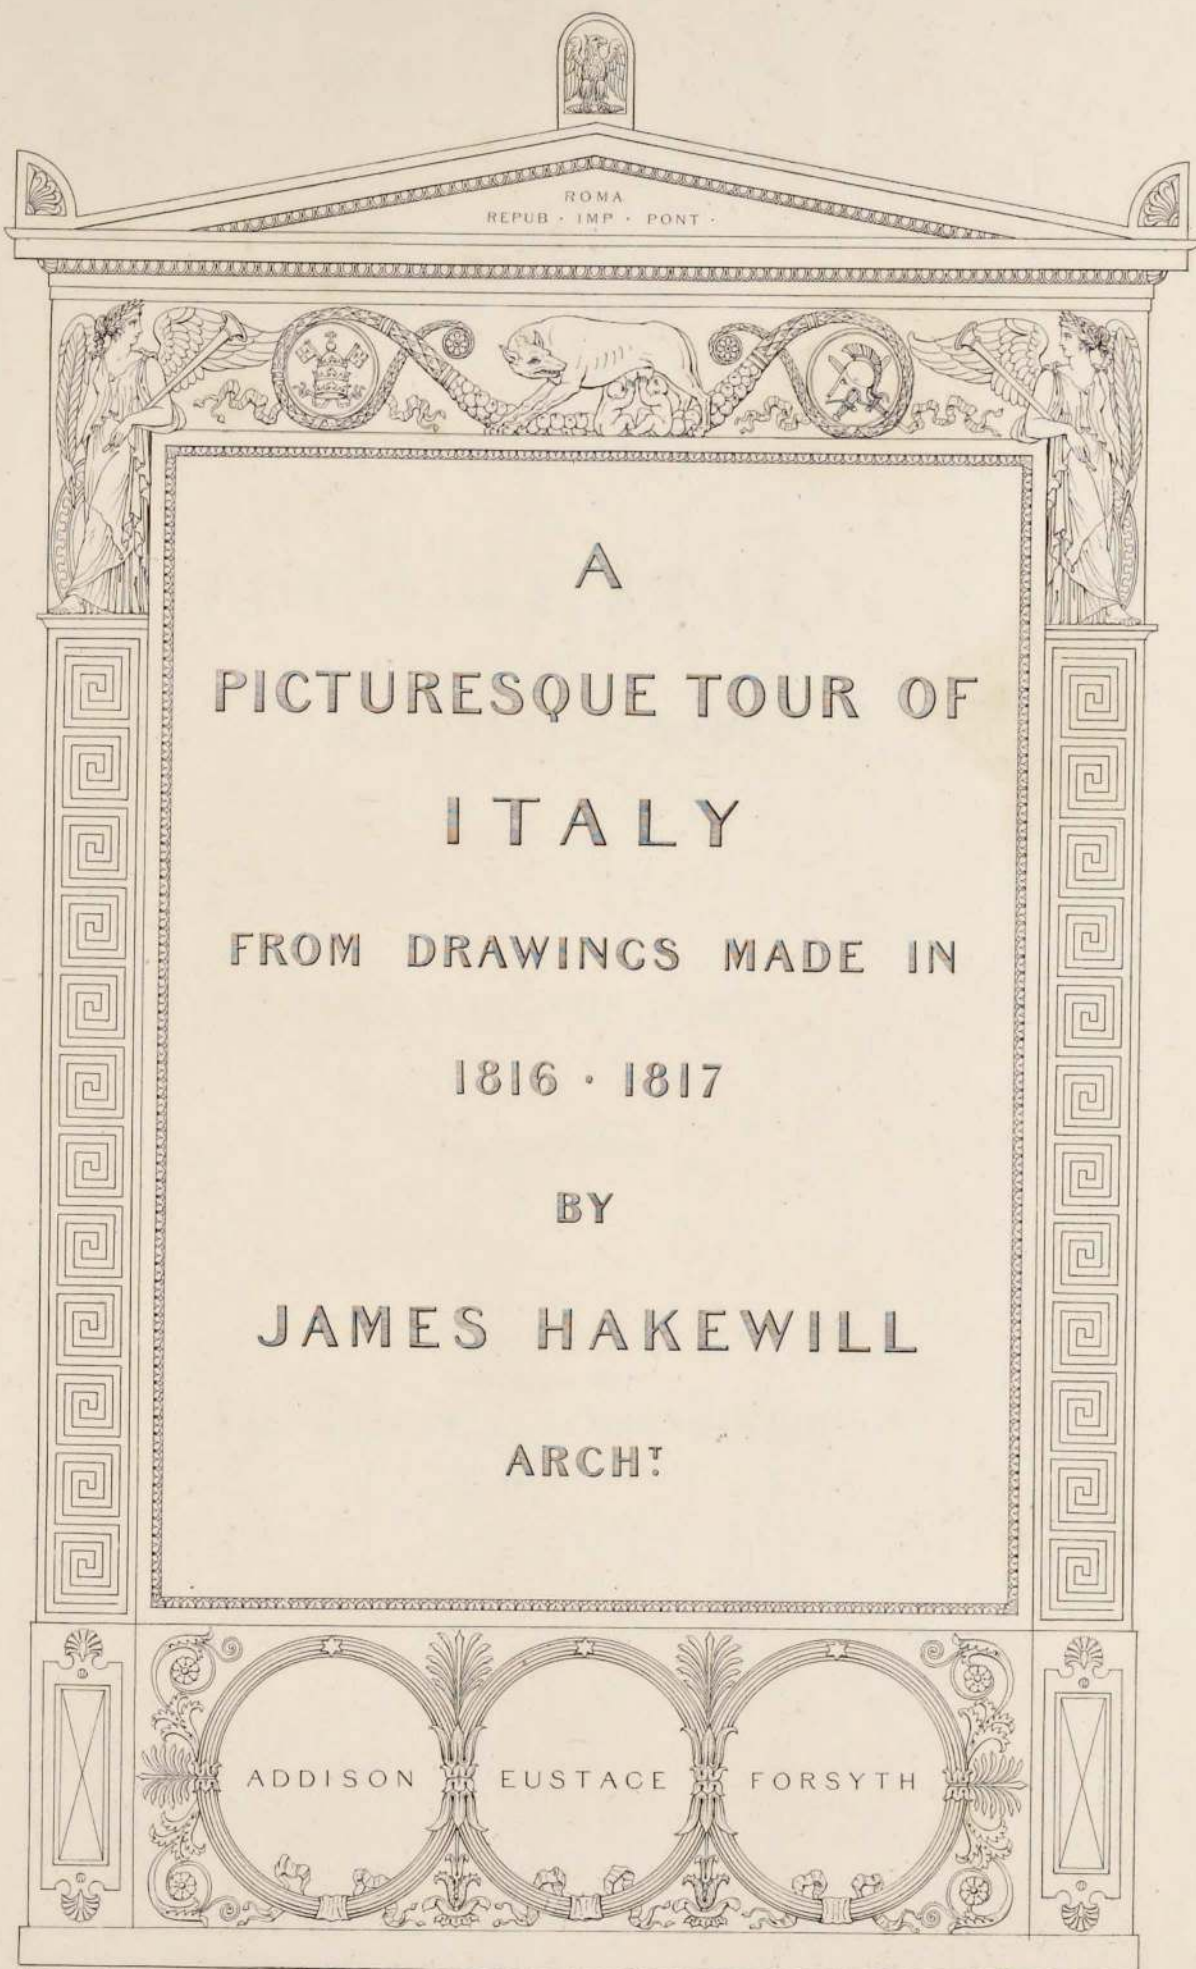 ROMA
REPUB · IMP · PONT ·
A
PICTURESQUE TOUR OF
ITALY
FROM DRAWINGS MADE IN
1816 · 1817
BY
JAMES HAKEWILL
ARCHT.
ADDISON EUSTACE FORSYTH